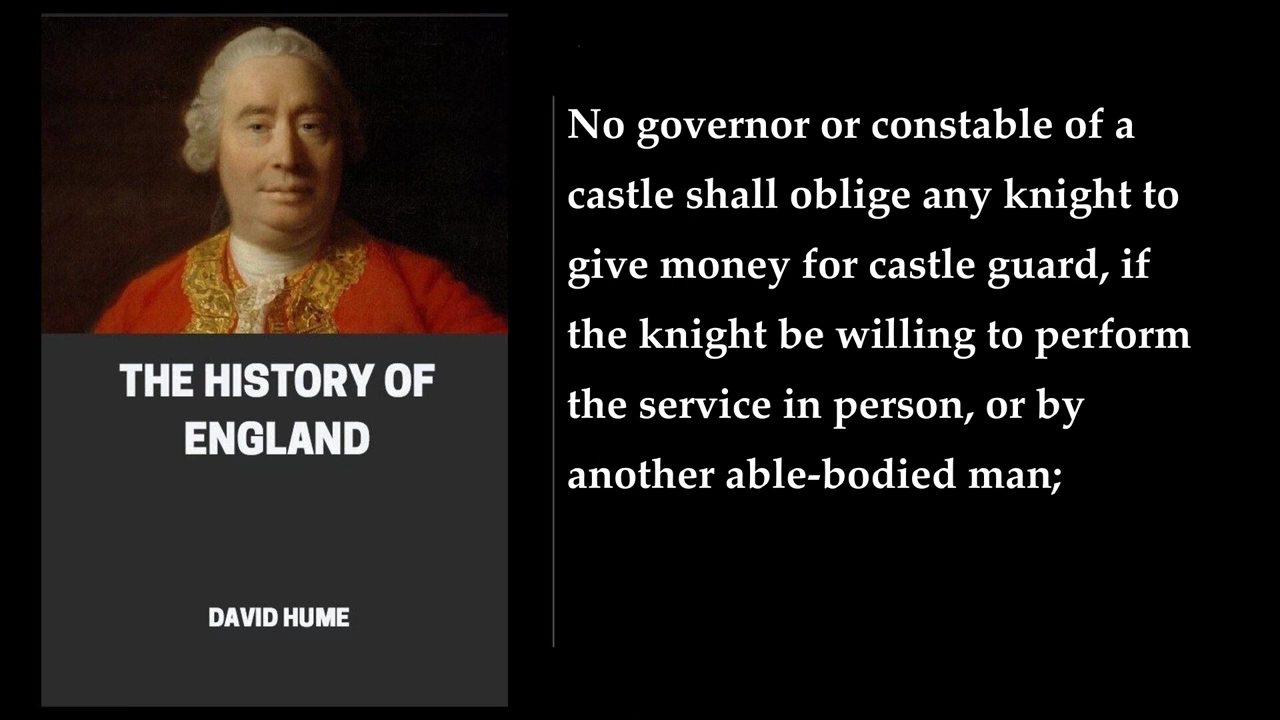 THE HISTORY OF
ENGLAND
DAVID HUME
No governor or constable of a
castle shall oblige any knight to
give money for castle guard, if
the knight be willing to perform
the service in person, or by
another able-bodied man;